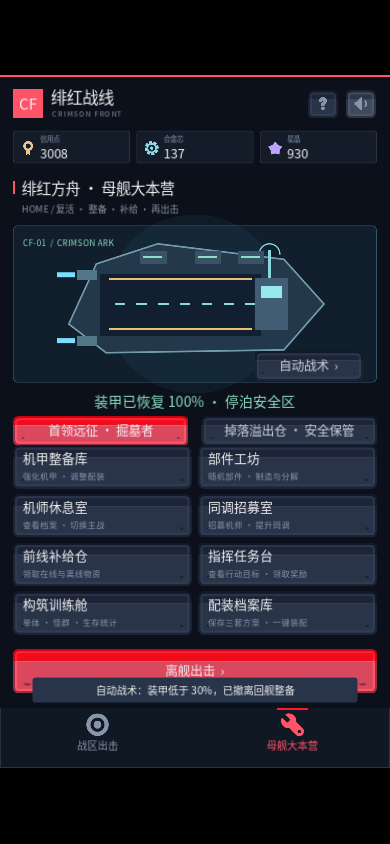 CF
绯红战线
CRIMSON FRONT
?
信用点
3008
合金芯
137
星晶
930
绯红方舟 · 母舰大本营
HOME / 复活 · 整备 · 补给 · 再出击
CF-01 / CRIMSON ARK
自动战术 ›
装甲已恢复 100% · 停泊安全区
首领远征 · 掘墓者
掉落溢出仓 · 安全保管
机甲整备库
强化机甲 · 调整配装
部件工坊
随机部件 · 制造与分解
机师休息室
查看档案 · 切换主战
同调招募室
招募机师 · 提升同调
前线补给仓
领取在线与离线物资
指挥任务台
查看行动目标 · 领取奖励
构筑训练舱
单体 · 怪群 · 生存统计
配装档案库
保存三套方案 · 一键装配
离舰出击 ›
自动战术：装甲低于 30%，已撤离回舰整备
战区出击
母舰大本营